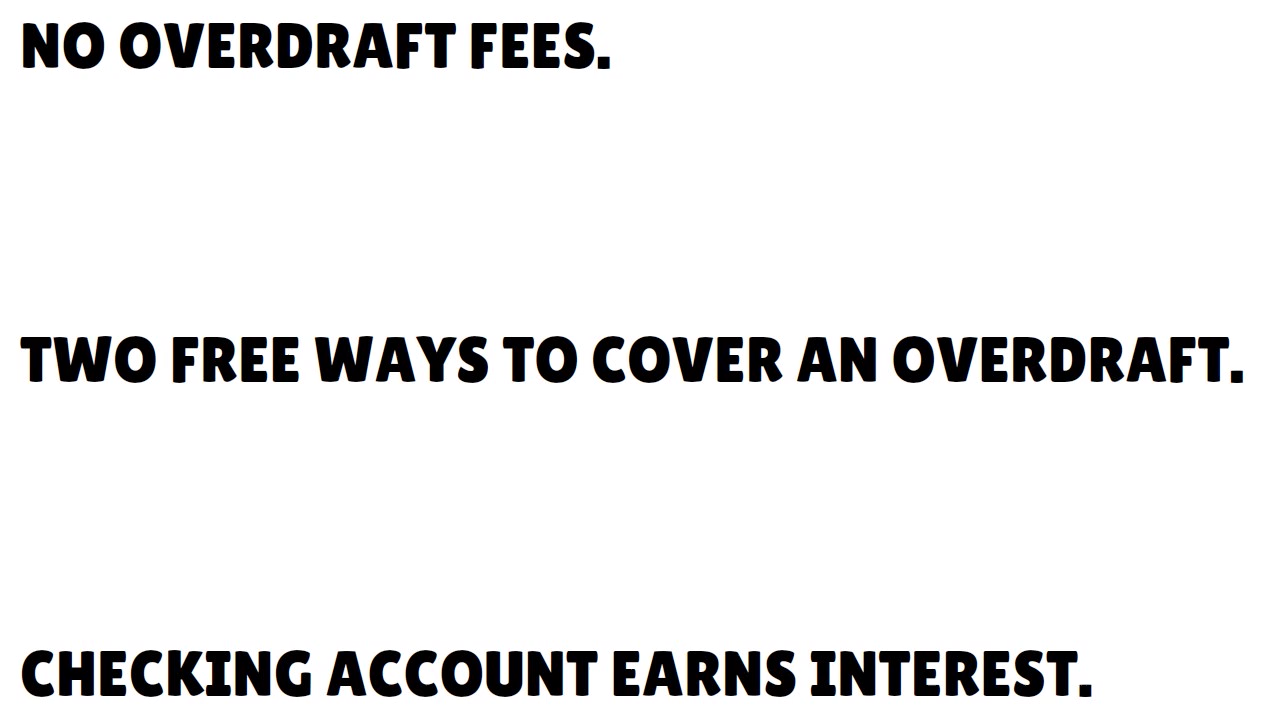 NO OVERDRAFT FEES.
TWO FREE WAYS TO COVER AN OVERDRAFT.
CHECKING ACCOUNT EARNS INTEREST.